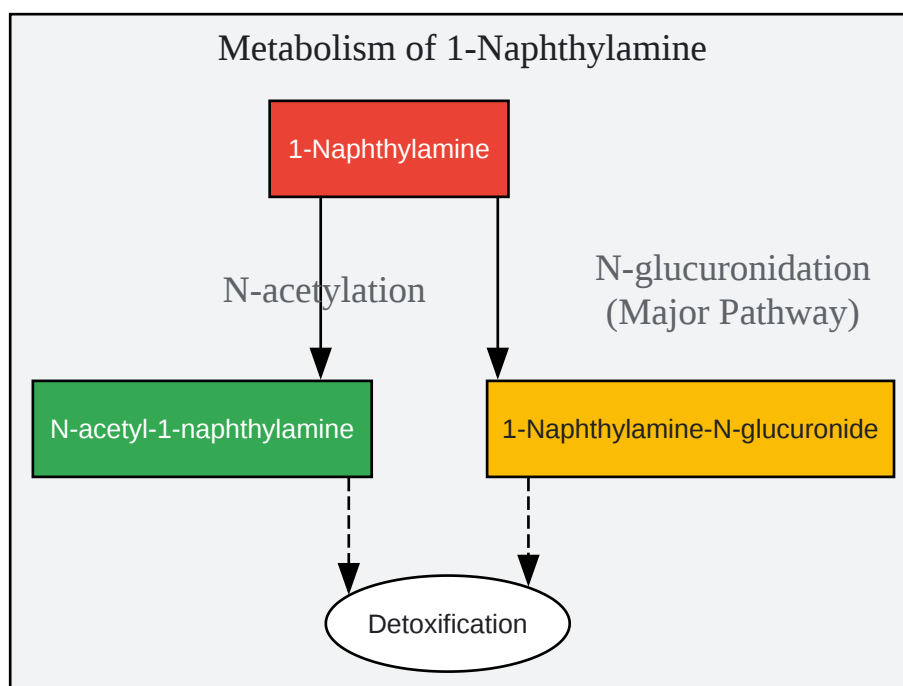 Metabolism of 1-Naphthylamine
1-Naphthylamine
N-acetylation
N-glucuronidation
(Major Pathway)
N-acetyl-1-naphthylamine
1-Naphthylamine-N-glucuronide
Detoxification